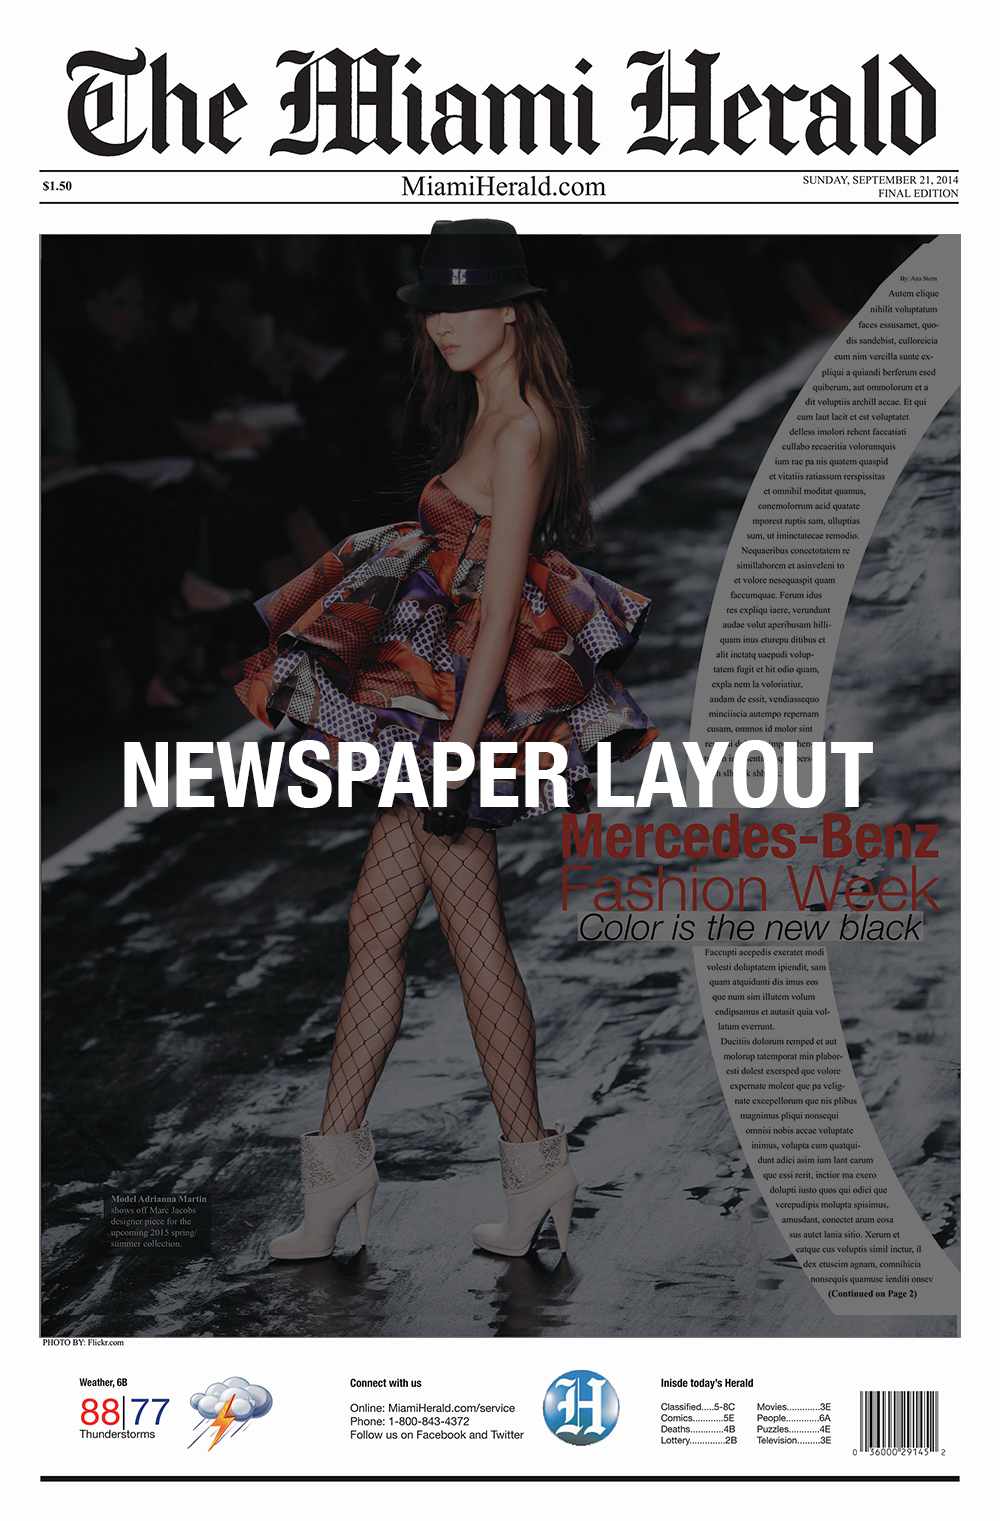 The Miami Herald
$1.50
MiamiHerald.com
SUNDAY, SEPTEMBER 21, 2014
FINAL EDITION
By: Ana Stern
Autem elique
nihilit voluptatum
faces essusamet, quo-
dis sandebist, culloreicia
eum nim vercilla sunte ex-
pliqui a quiandi berferum esed
quiberum, aut ommolorum et a
dit voluptiis archill accae. Et qui
cum laut lacit et est voluptatet
delless imolori rehent faccatiati
cullabo recaeritia volorumquis
ium rae pa nis quatem quaspid
et vitatiis ratiassum rerspissitas
et omnihil moditat quamus,
conemolorrum acid quatate
mporest ruptis sam, ulluptias
sum, ut iminctatecae remodio.
Nequaeribus conectotatem re
simillaborem et asinveleni to
et volore nesequaspit quam
faccumquae. Ferum idus
res expliqu iaere, verundunt
audae volut aperibusam hilli-
quam inus eturepu ditibus et
alit inctatq uaepudi volup-
tatem fugit et hit odio quam,
expla nem la voloriatiur,
audam de essit, vendiassequo
minciiscia autempo repernam
cusam, ommos id molor sint
NEWSPAPER LAYOUT
Mercedes-Benz
Fashion Week
Color is the new black
Faccupti acepedis exeratet modi
volesti doluptatem ipiendit, sam
quam atquidunti dis imus eos
que num sim illutem volum
endipsamus et autasit quia vol-
latum everrunt.
Ducitiis dolorum remped et aut
molorup tatemporat min plabor-
esti dolest exersped que volore
expernate molent que pa velig-
nate excepellorum que nis plibus
magnimus pliqui nonsequi
omnisi nobis accae voluptate
inimus, volupta cum quatqui-
dunt adici asim ium lant earum
que essi rerit, inctior ma exero
dolupti iusto quos qui odici que
verepudipis molupta spisimus,
amusdant, conectet arum eosa
sus autet lania sitio. Xerum et
eatque eus voluptis simil inctur, il
dex etuscim agnam, comnihicia
nonsequis quamusc ienditi onsev
(Continued on Page 2)
Model Adrianna Martin
shows off Marc Jacobs
designer piece for the
upcoming 2015 spring/
summer collection.
PHOTO BY: Flickr.com
Weather, 6B
88|77
Thunderstorms
Connect with us
Online: MiamiHerald.com/service
Phone: 1-800-843-4372
Follow us on Facebook and Twitter
H
Inisde today's Herald
Classified.....5-8C
Comics............5E
Deaths.............4B
Lottery..............2B
Movies.............3E
People.............6A
Puzzles............4E
Television.........3E
0 36000 29145 2